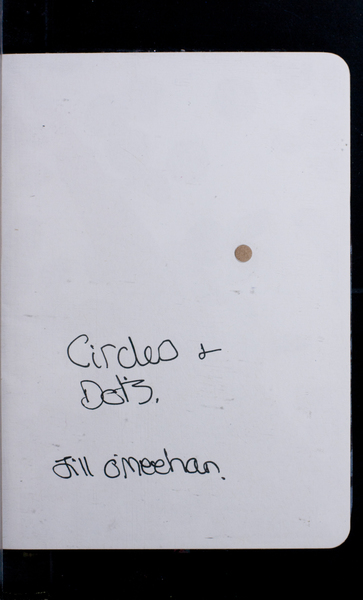 Circles +
Dots.
Jill O'Meehan.